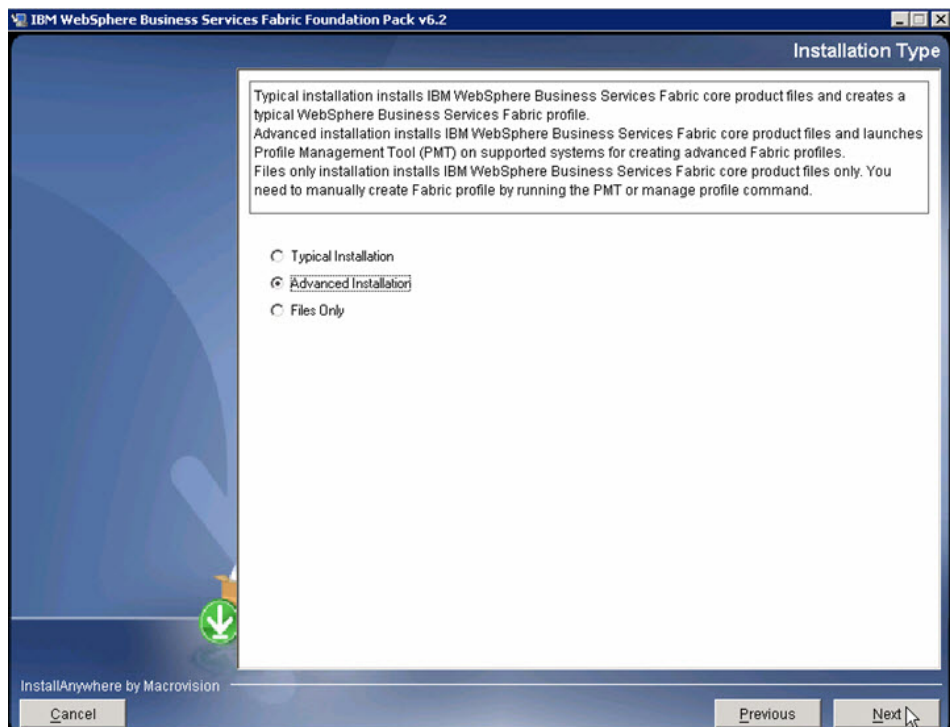 IBM WebSphere Business Services Fabric Foundation Pack v6.2
Installation Type
Typical installation installs IBM WebSphere Business Services Fabric core product files and creates a
typical WebSphere Business Services Fabric profile.
Advanced installation installs IBM WebSphere Business Services Fabric core product files and launches
Profile Management Tool (PMT) on supported systems for creating advanced Fabric profiles.
Files only installation installs IBM WebSphere Business Services Fabric core product files only. You
need to manually create Fabric profile by running the PMT or manage profile command.
Typical Installation
Advanced Installation
Files Only
InstallAnywhere by Macrovision
Cancel
Previous
Next